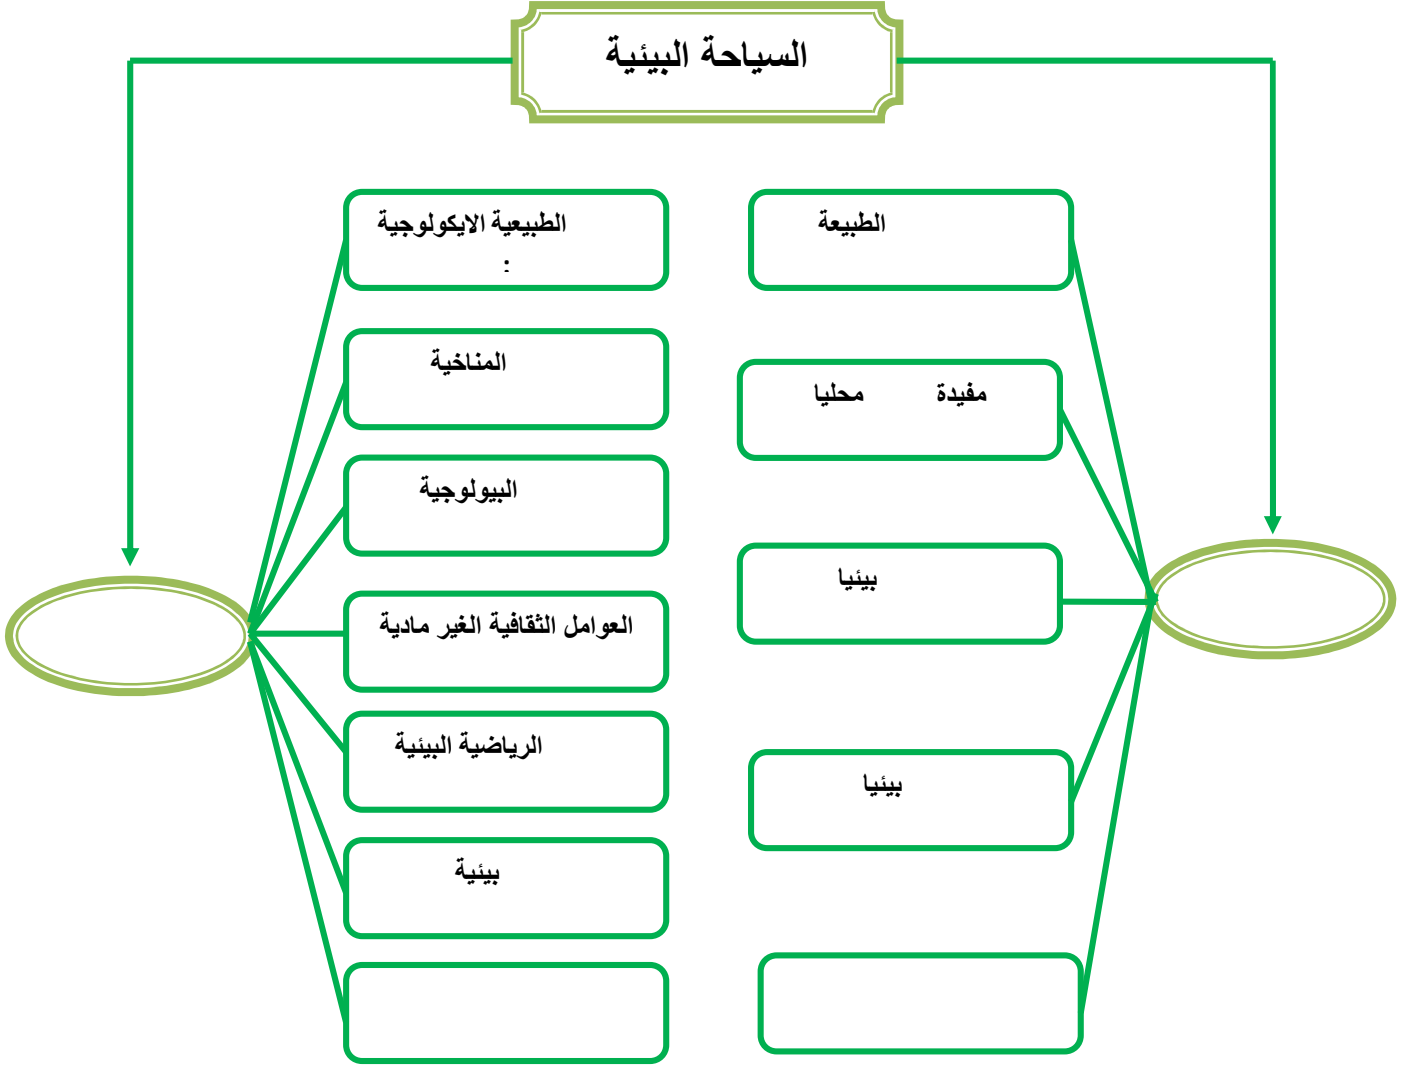 السياحة البيئية
الطبيعة
مفيدة محليا
بيئيا
بيئيا
الطبيعية الايكولوجية
:
المناخية
البيولوجية
العوامل الثقافية الغير مادية
الرياضية البيئية
بيئية